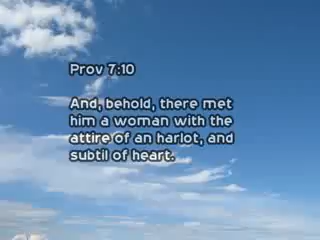 Prov 7:10
And, behold, there met
him a woman with the
attire of an harlot, and
subtil of heart.